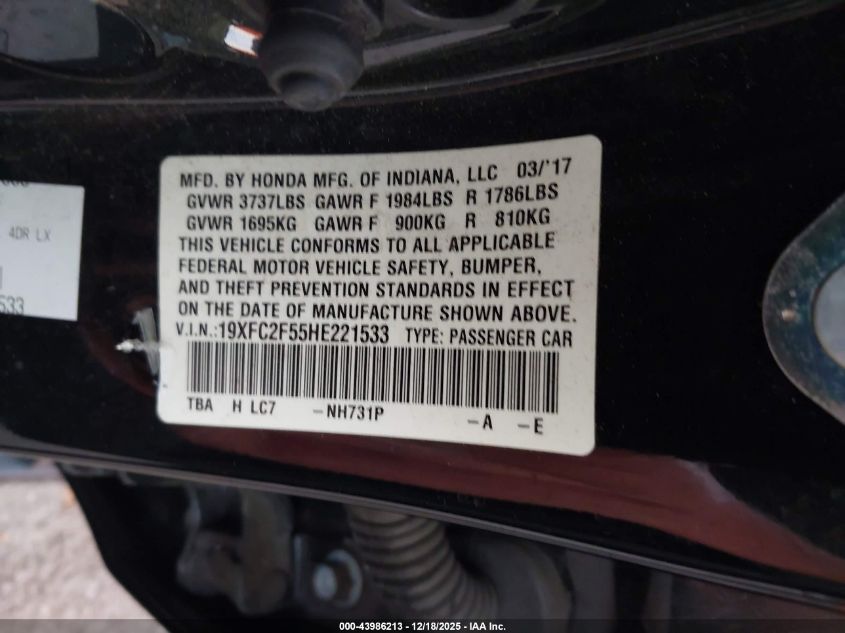 MFD. BY HONDA MFG. OF INDIANA, LLC 03/'17
GVWR 3737LBS GAWR F 1984LBS R 1786LBS
GVWR 1695KG GAWR F 900KG R 810KG
THIS VEHICLE CONFORMS TO ALL APPLICABLE
FEDERAL MOTOR VEHICLE SAFETY, BUMPER,
AND THEFT PREVENTION STANDARDS IN EFFECT
ON THE DATE OF MANUFACTURE SHOWN ABOVE.
V.I.N.:19XFC2F55HE221533 TYPE: PASSENGER CAR
TBA H LC7 -NH731P -A -E
4DR LX
533
000-43986213 - 12/18/2025 - IAA Inc.